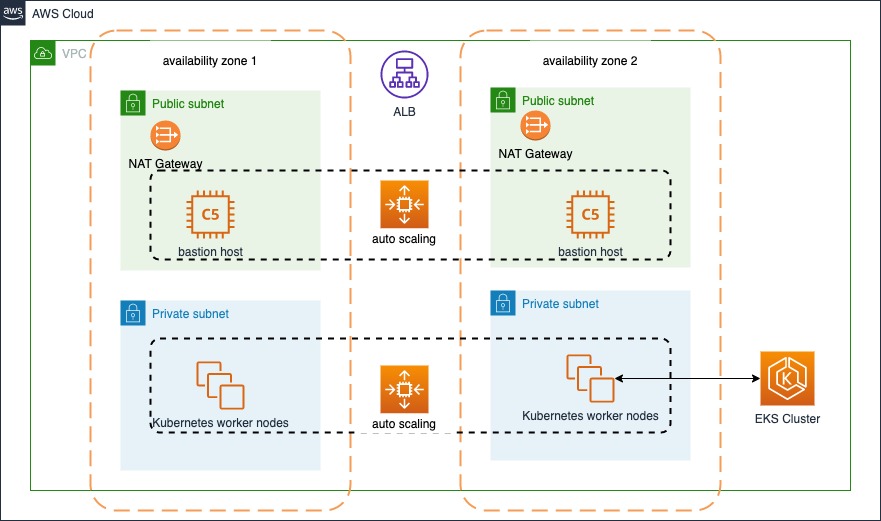 aws
AWS Cloud
VPC
availability zone 1
availability zone 2
ALB
Public subnet
Public subnet
NAT Gateway
NAT Gateway
C5
C5
bastion host
auto scaling
bastion host
Private subnet
Private subnet
K
Kubernetes worker nodes
auto scaling
Kubernetes worker nodes
EKS Cluster